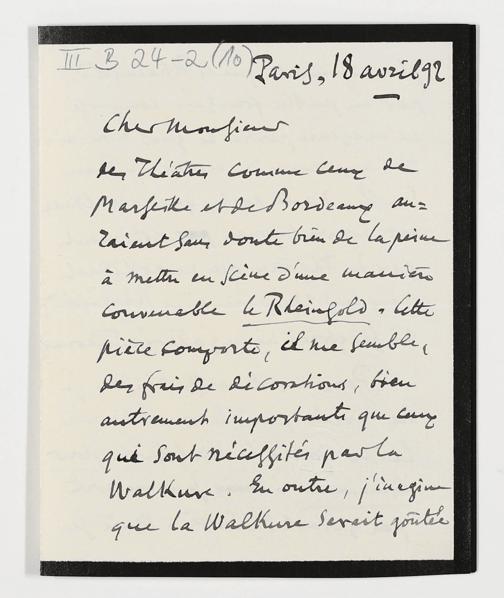 III B 24-2(10)
Paris, 18 avril 92
Cher Monsieur
des Théâtres comme ceux de
Marseille et de Bordeaux au=
raient sans doute bien de la peine
à mettre en Scène d'une manière
convenable le Rheingold. Cette
pièce comporte, il me semble,
des frais de décorations, bien
autrement importants que ceux
qui sont nécessités par la
Walkure. En outre, j'imagine
que la Walkure serait goûtée